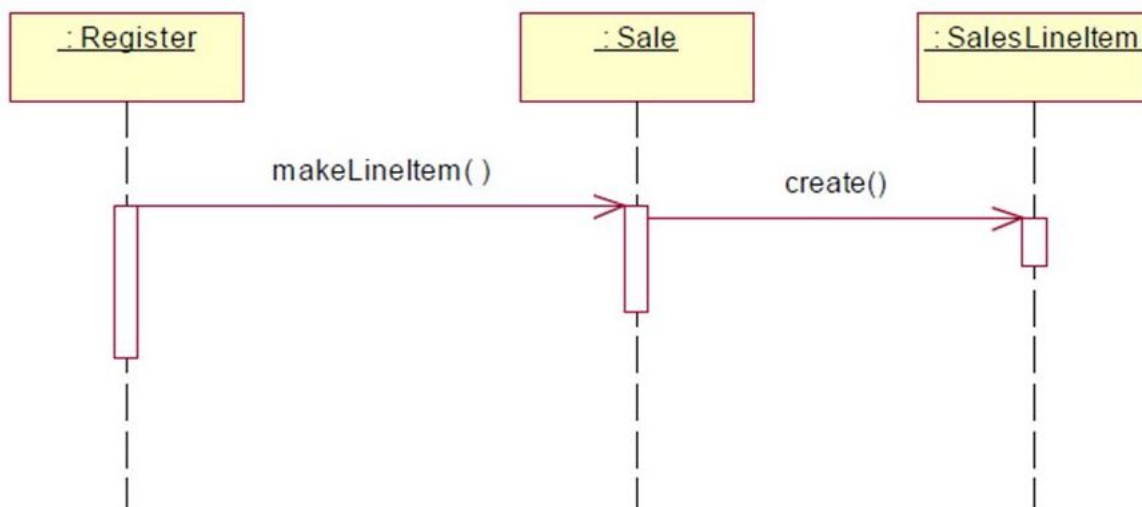 : Register
: Sale
: SalesLineItem
makeLineItem( )
create()